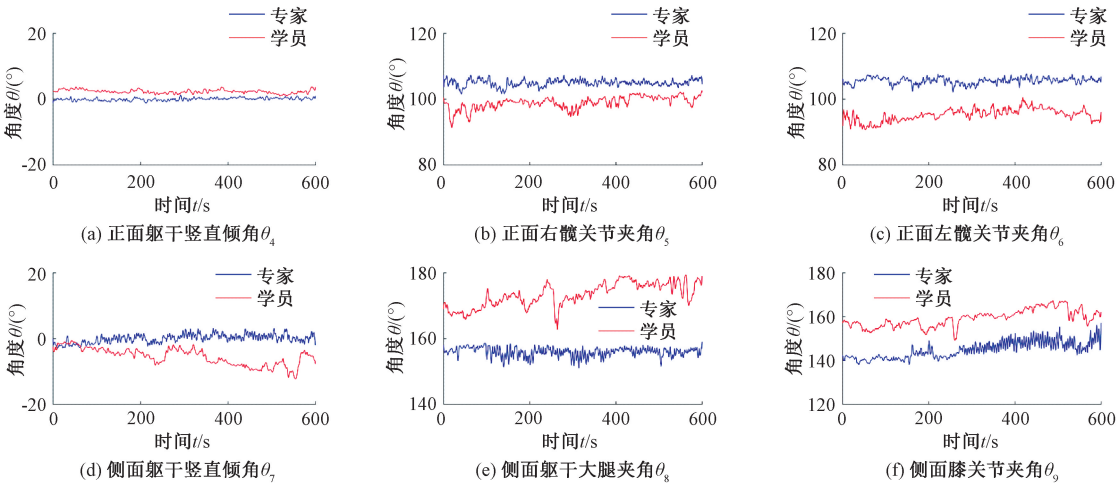 专家
学员
20
0
-20
角度θ/(°)
0 200 400 600
时间t/s
(a) 正面躯干竖直倾角θ4
专家
学员
120
100
80
角度θ/(°)
0 200 400 600
时间t/s
(b) 正面右髋关节夹角θ5
专家
学员
120
100
80
角度θ/(°)
0 200 400 600
时间t/s
(c) 正面左髋关节夹角θ6
专家
学员
20
0
-20
角度θ/(°)
0 200 400 600
时间t/s
(d) 侧面躯干竖直倾角θ7
180
160
140
专家
学员
角度θ/(°)
0 200 400 600
时间t/s
(e) 侧面躯干大腿夹角θ8
专家
学员
180
160
140
120
角度θ/(°)
0 200 400 600
时间t/s
(f) 侧面膝关节夹角θ9